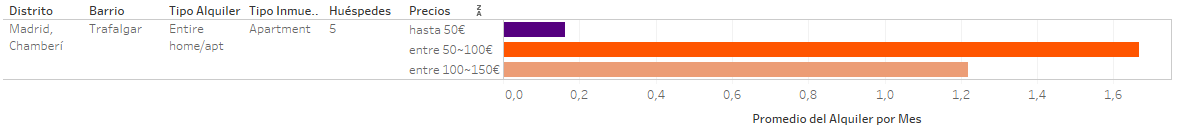 Distrito Barrio Tipo Alquiler Tipo Inmue.. Huéspedes Precios
Madrid, Chamberí Trafalgar Entire home/apt Apartment 5 hasta 50€
entre 50~100€
entre 100~150€
0,0 0,2 0,4 0,6 0,8 1,0 1,2 1,4 1,6
Promedio del Alquiler por Mes